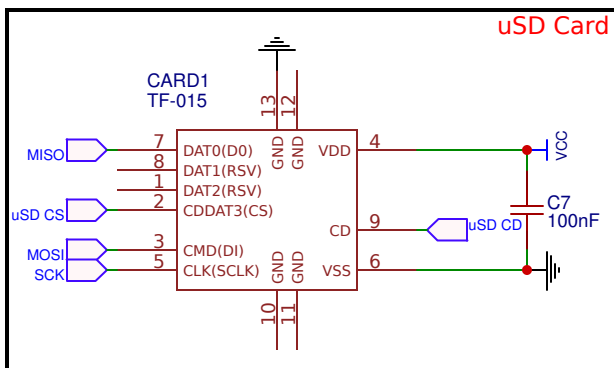 uSD Card
CARD1
TF-015
13
12
GND
GND
MISO
7
DAT0(D0)
VDD
4
VCC
8
DAT1(RSV)
1
DAT2(RSV)
uSD CS
2
CDDAT3(CS)
CD
9
uSD CD
C7
100nF
MOSI
3
CMD(DI)
SCK
5
CLK(SCLK)
VSS
6
GND
GND
10
11